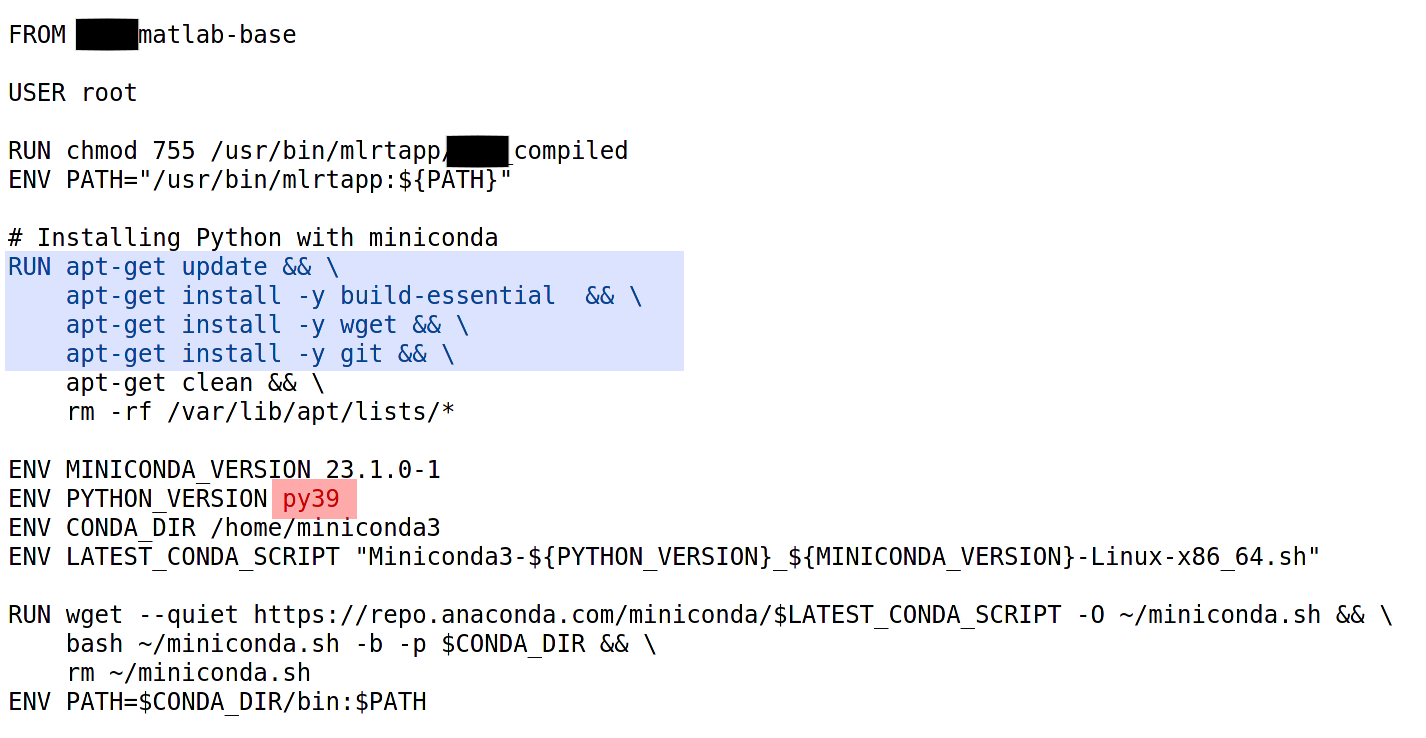 FROM matlab-base
USER root
RUN chmod 755 /usr/bin/mlrtapp/ _compiled
ENV PATH="/usr/bin/mlrtapp:${PATH}"
# Installing Python with miniconda
RUN apt-get update && \
    apt-get install -y build-essential  && \
    apt-get install -y wget && \
    apt-get install -y git && \
    apt-get clean && \
    rm -rf /var/lib/apt/lists/*
ENV MINICONDA_VERSION 23.1.0-1
ENV PYTHON_VERSION py39
ENV CONDA_DIR /home/miniconda3
ENV LATEST_CONDA_SCRIPT "Miniconda3-${PYTHON_VERSION}_${MINICONDA_VERSION}-Linux-x86_64.sh"
RUN wget --quiet https://repo.anaconda.com/miniconda/$LATEST_CONDA_SCRIPT -O ~/miniconda.sh && \
    bash ~/miniconda.sh -b -p $CONDA_DIR && \
    rm ~/miniconda.sh
ENV PATH=$CONDA_DIR/bin:$PATH